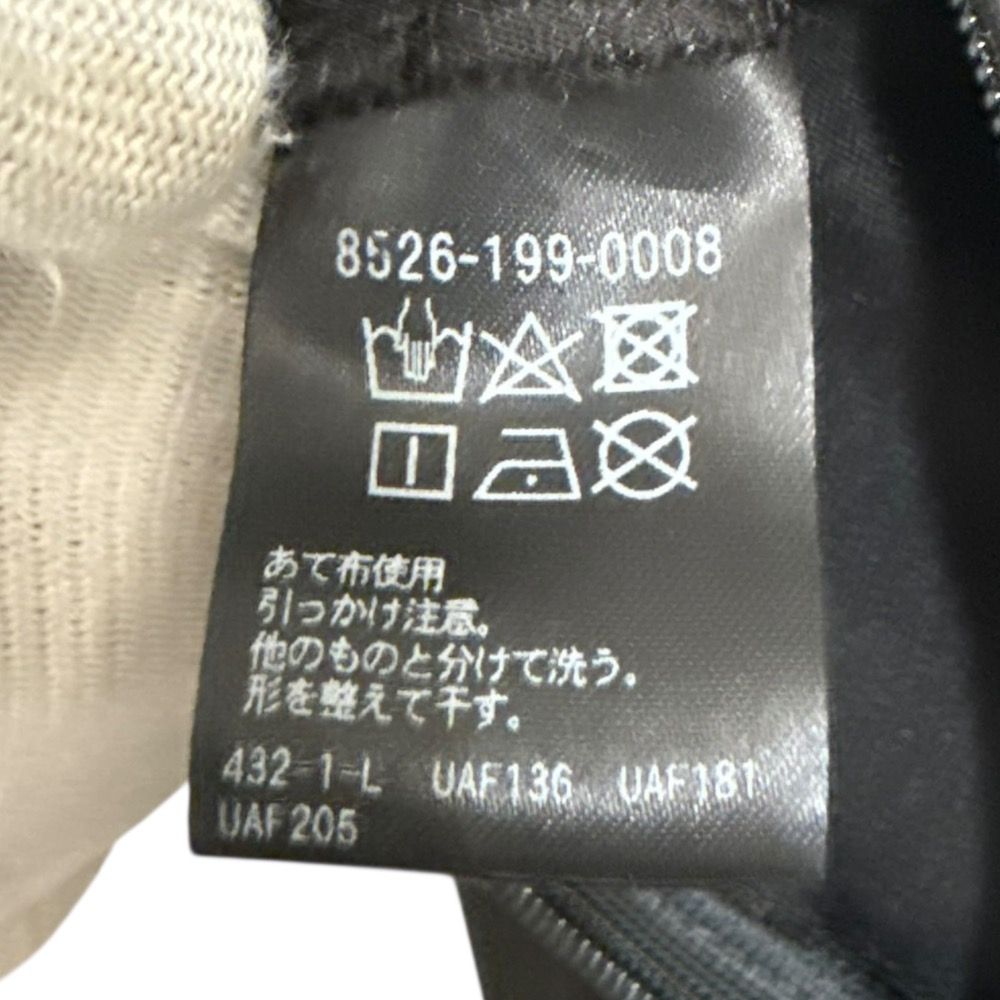 8526-199-0008
あて布使用
引っかけ注意。
他のものと分けて洗う。
形を整えて干す。
432-1-L UAF136 UAF181
UAF205